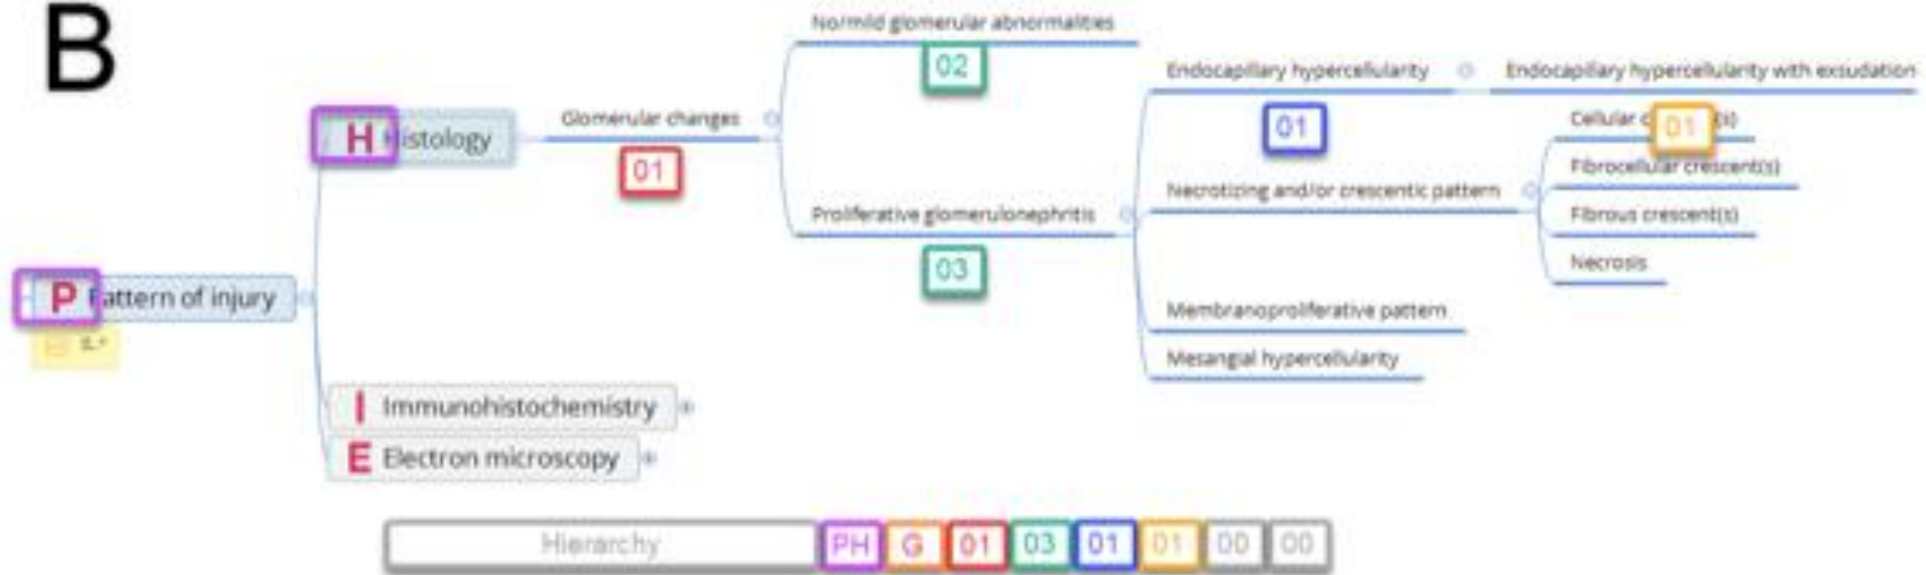 B
No/mild glomerular abnormalities
02
Endocapillary hypercellularity
Endocapillary hypercellularity with exsudation
01
H Histology
Glomerular changes
01
Cellular c 01 (s)
Fibrocellular crescent(s)
Necrotizing and/or crescentic pattern
Proliferative glomerulonephritis
Fibrous crescent(s)
03
Necrosis
P Pattern of injury
Membranoproliferative pattern
Mesangial hypercellularity
I Immunohistochemistry
E Electron microscopy
Hierarchy PH G 01 03 01 01 00 00